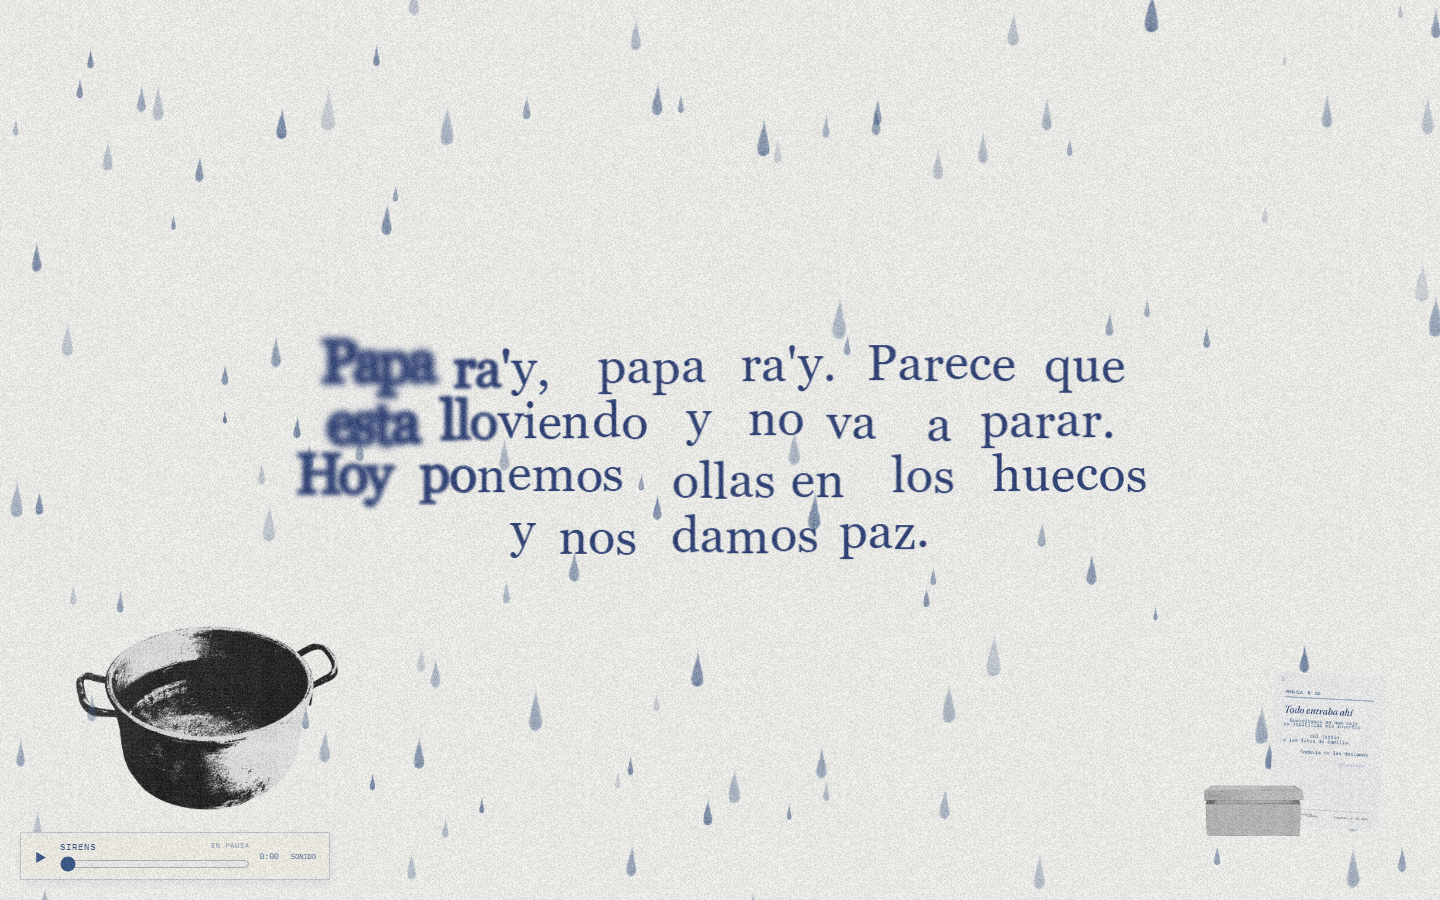 Papa ra'y, papa ra'y. Parece que
esta lloviendo y no va a parar.
Hoy ponemos ollas en los huecos
y nos damos paz.
Todo entraba ahí
SIRENS
EN PAUSA
0:00
SONIDO